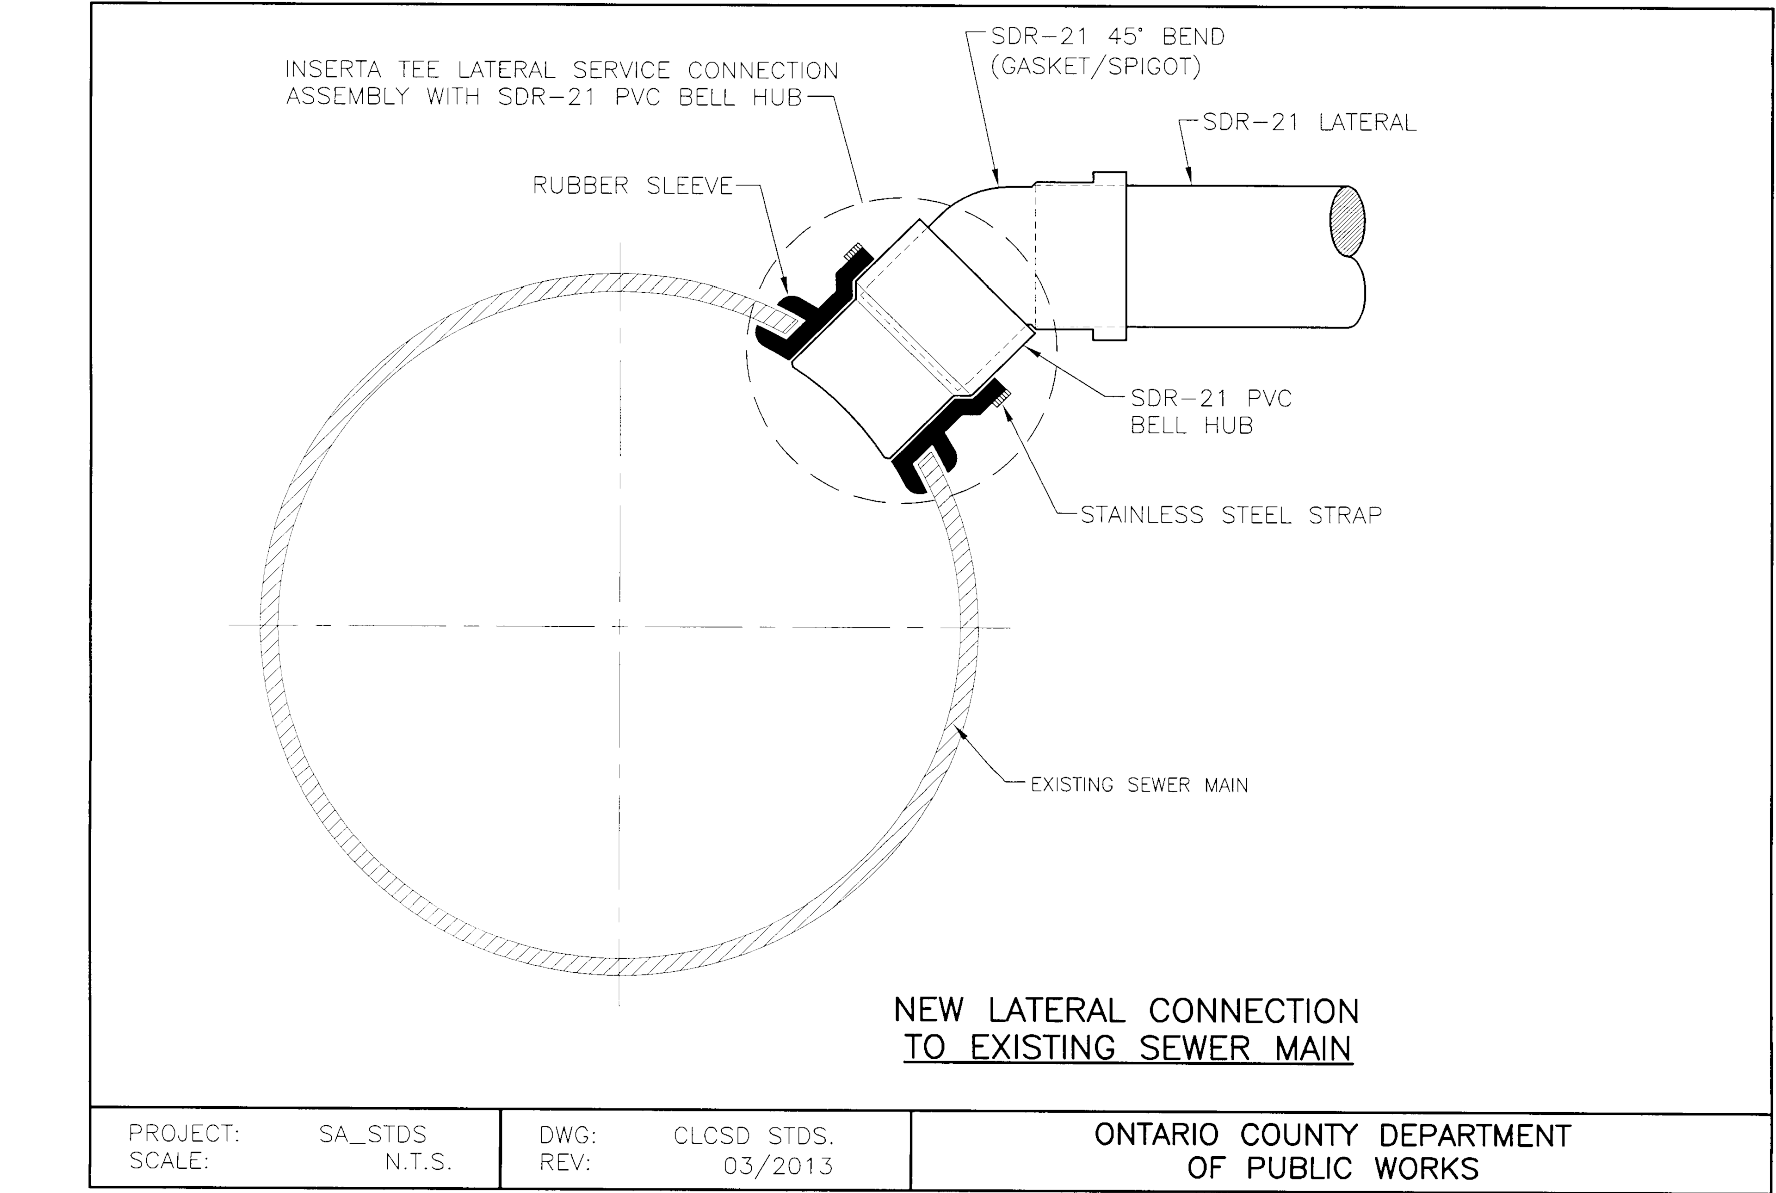 SDR-21 45° BEND
(GASKET/SPIGOT)
INSERTA TEE LATERAL SERVICE CONNECTION
ASSEMBLY WITH SDR-21 PVC BELL HUB
SDR-21 LATERAL
RUBBER SLEEVE
SDR-21 PVC
BELL HUB
STAINLESS STEEL STRAP
EXISTING SEWER MAIN
NEW LATERAL CONNECTION
TO EXISTING SEWER MAIN
PROJECT: SA_STDS
SCALE: N.T.S.
DWG: CLCSD STDS.
REV: 03/2013
ONTARIO COUNTY DEPARTMENT
OF PUBLIC WORKS